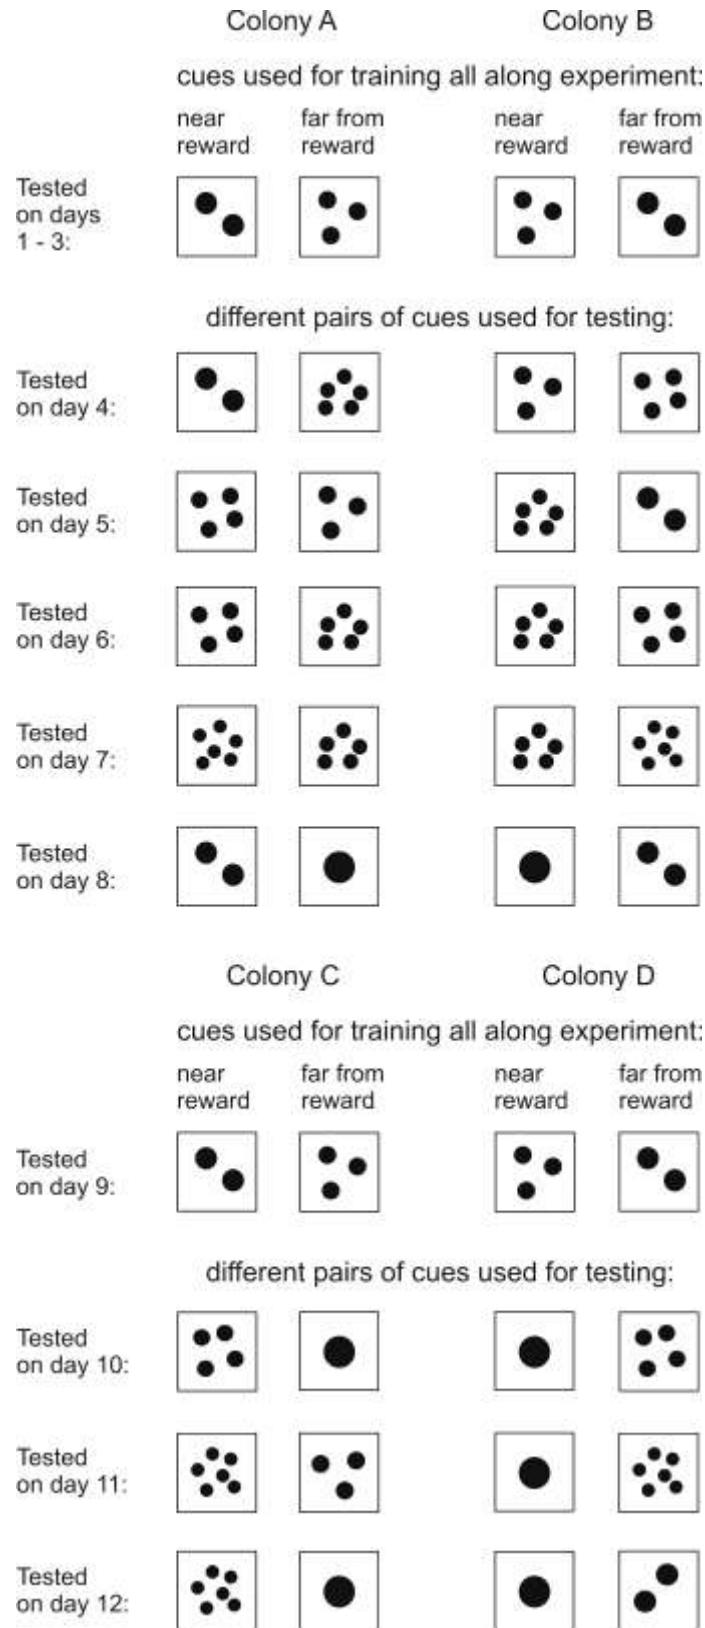 Colony A Colony B
cues used for training all along experiment:
near far from near far from
reward reward reward reward
Tested
on days
1 - 3:
different pairs of cues used for testing:
Tested
on day 4:
Tested
on day 5:
Tested
on day 6:
Tested
on day 7:
Tested
on day 8:
Colony C Colony D
cues used for training all along experiment:
near far from near far from
reward reward reward reward
Tested
on day 9:
different pairs of cues used for testing:
Tested
on day 10:
Tested
on day 11:
Tested
on day 12: